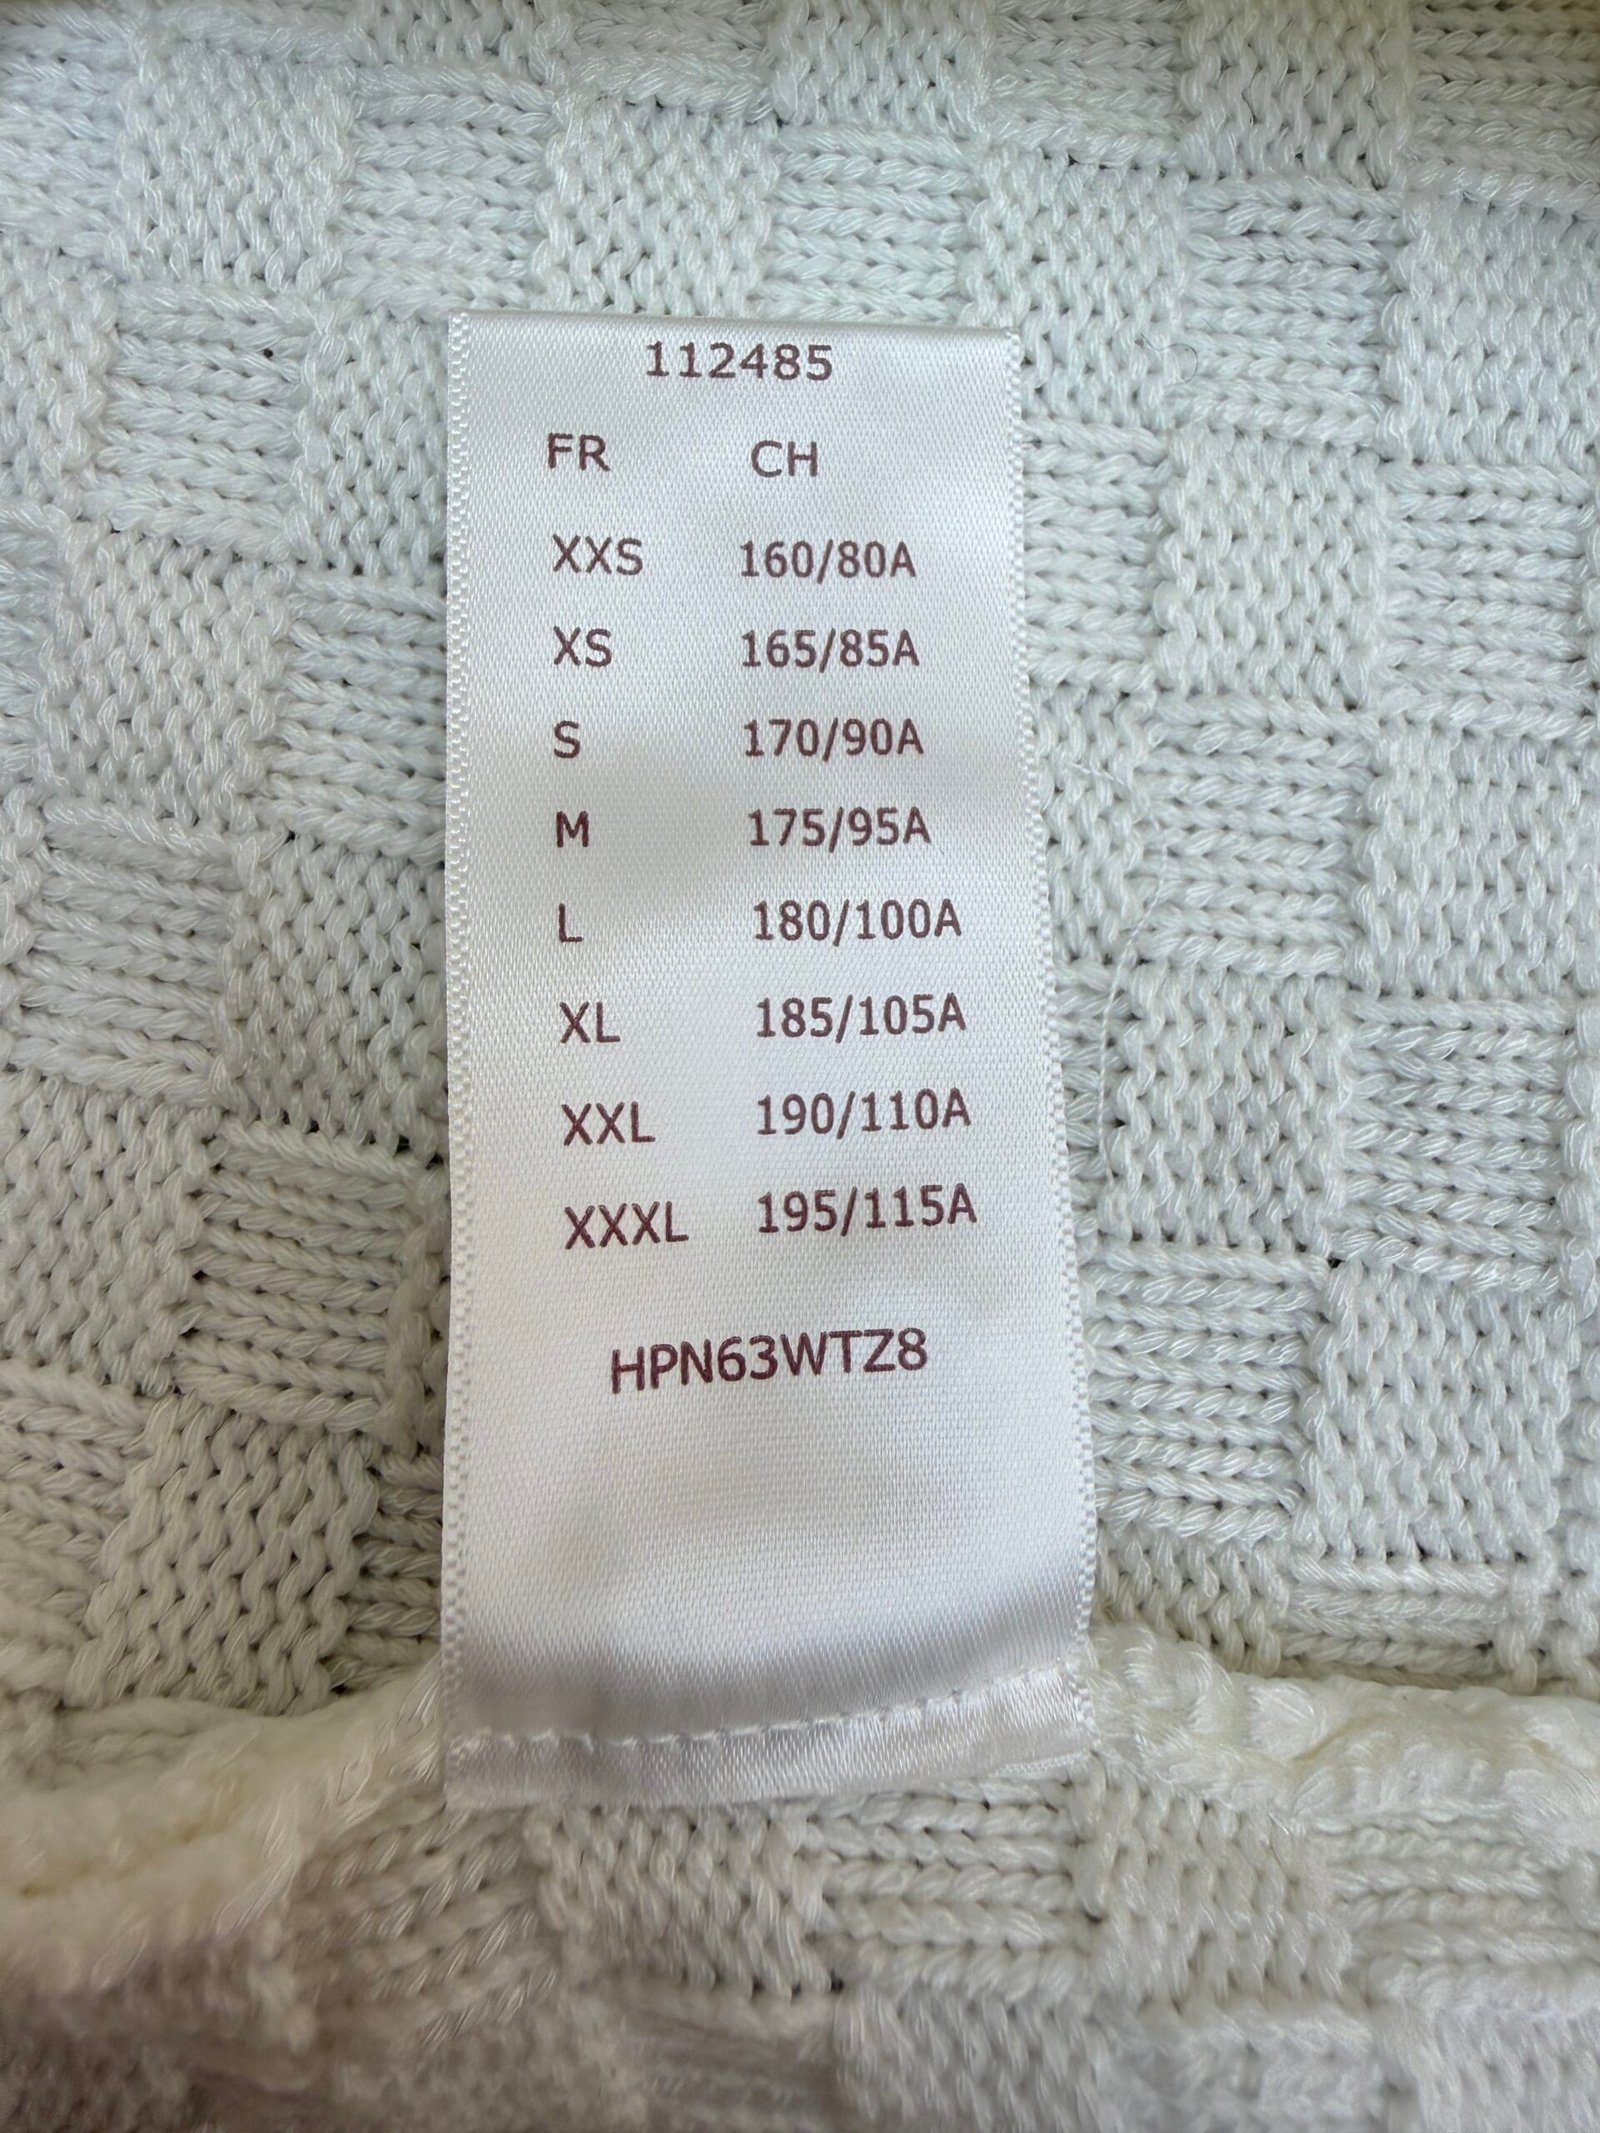 112485
FR CH
XXS 160/80A
XS 165/85A
S 170/90A
M 175/95A
L 180/100A
XL 185/105A
XXL 190/110A
XXXL 195/115A
HPN63WTZ8